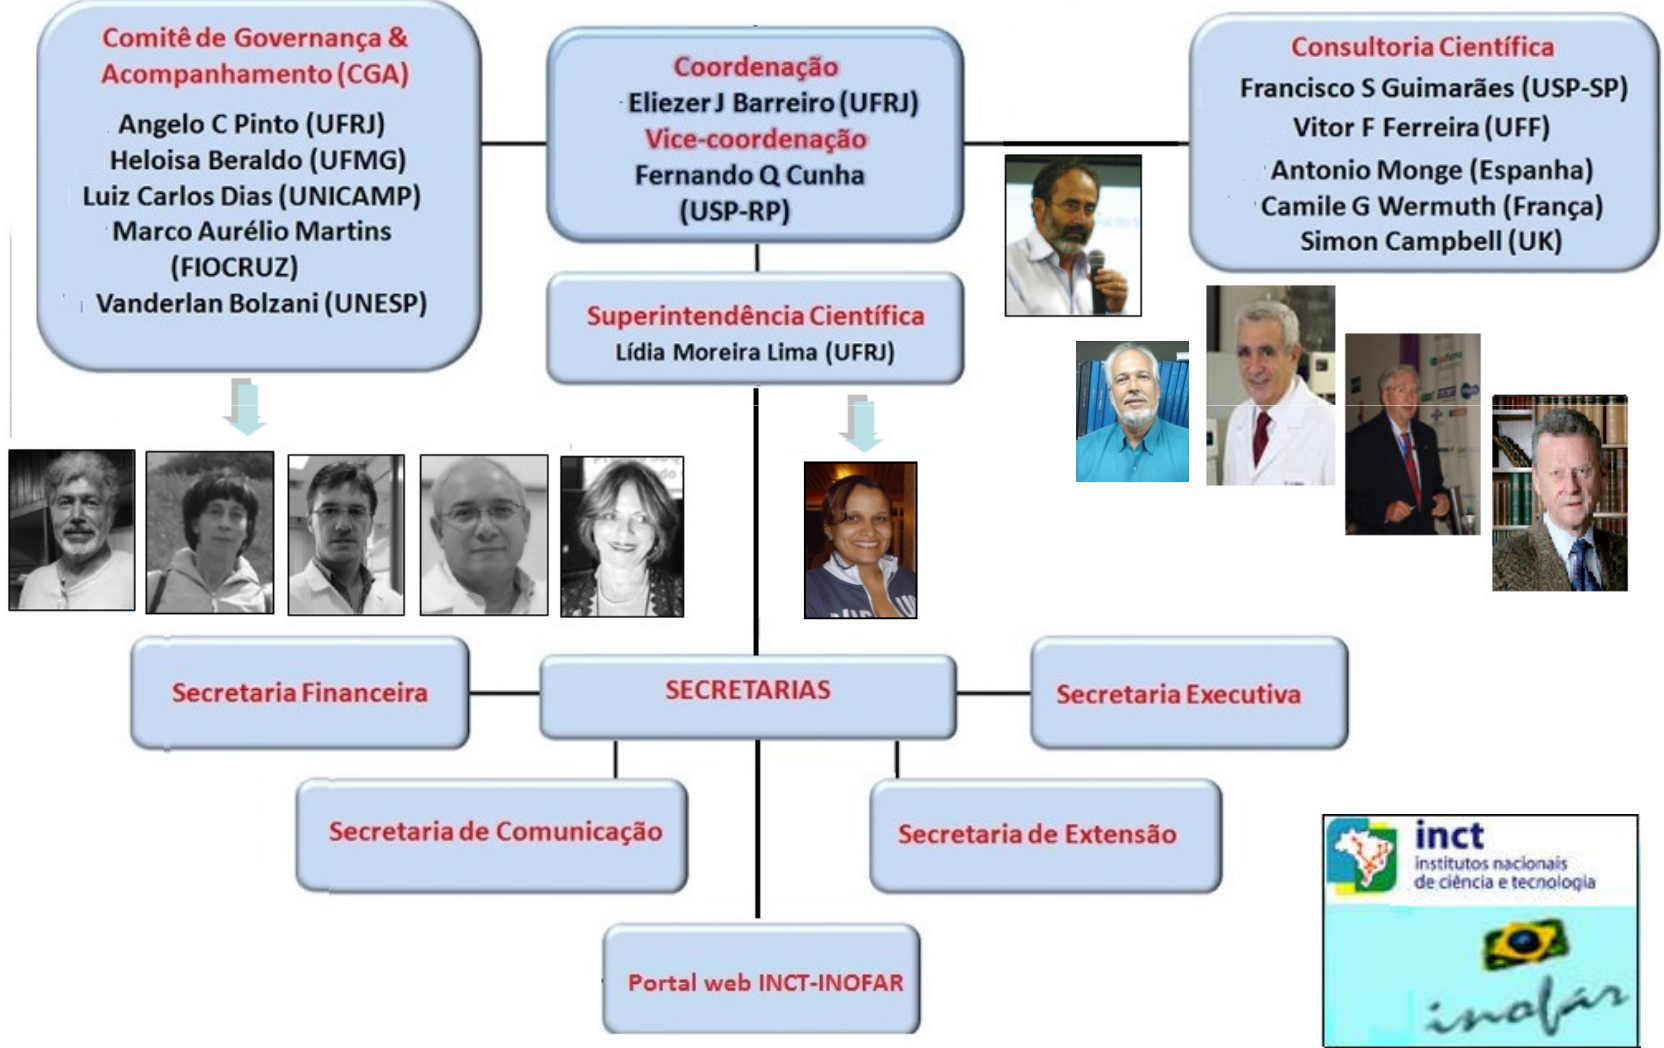 Comitê de Governança &
Acompanhamento (CGA)
Angelo C Pinto (UFRJ)
Heloisa Beraldo (UFMG)
Luiz Carlos Dias (UNICAMP)
Marco Aurélio Martins
(FIOCRUZ)
Vanderlan Bolzani (UNESP)
Coordenação
Eliezer J Barreiro (UFRJ)
Vice-coordenação
Fernando Q Cunha
(USP-RP)
Consultoria Científica
Francisco S Guimarães (USP-SP)
Vitor F Ferreira (UFF)
Antonio Monge (Espanha)
Camile G Wermuth (França)
Simon Campbell (UK)
Superintendência Científica
Lídia Moreira Lima (UFRJ)
Secretaria Financeira
SECRETARIAS
Secretaria Executiva
Secretaria de Comunicação
Secretaria de Extensão
Portal web INCT-INOFAR
inct
institutos nacionais
de ciência e tecnologia
inofar